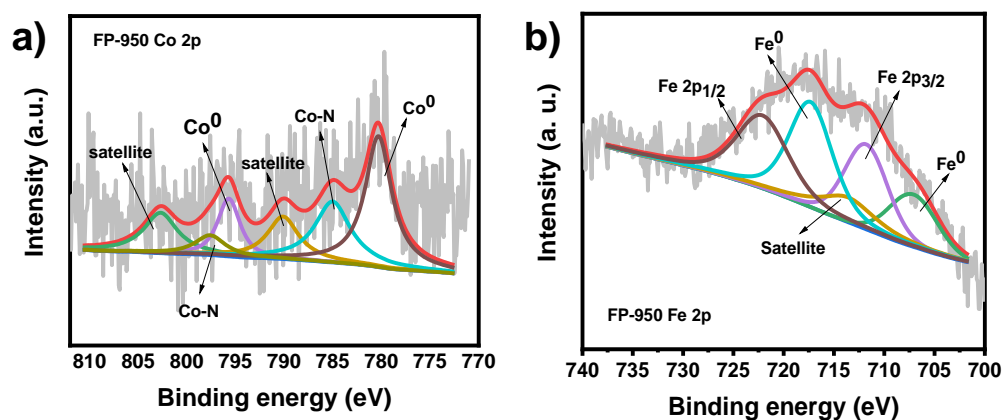 a)
FP-950 Co 2p
Intensity (a.u.)
satellite
Co⁰
satellite
Co-N
Co⁰
Co-N
810 805 800 795 790 785 780 775 770
Binding energy (eV)
b)
Intensity (a. u.)
Fe 2p₁/₂
Fe⁰
Fe 2p₃/₂
Fe⁰
Satellite
FP-950 Fe 2p
740 735 730 725 720 715 710 705 700
Binding energy (eV)